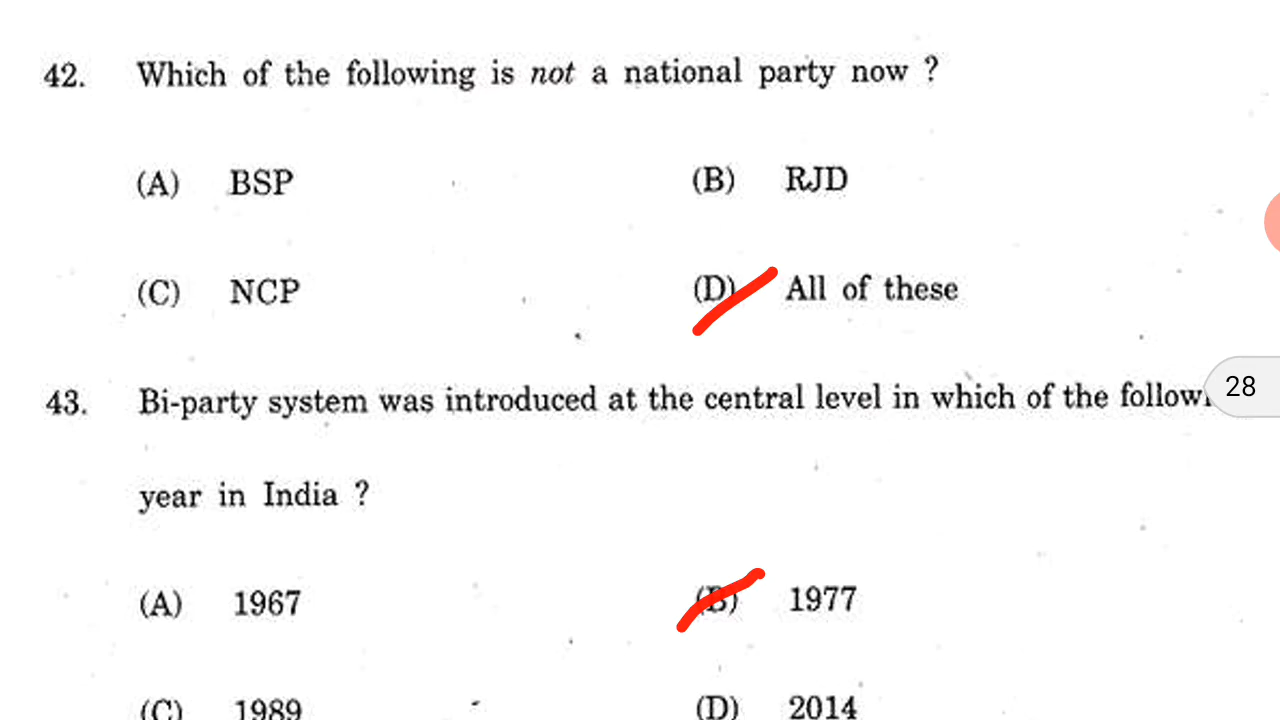 42. Which of the following is not a national party now ?
(A) BSP (B) RJD
(C) NCP (D) All of these
43. Bi-party system was introduced at the central level in which of the
28
year in India ?
(A) 1967 (B) 1977
(C) 1989 (D) 2014